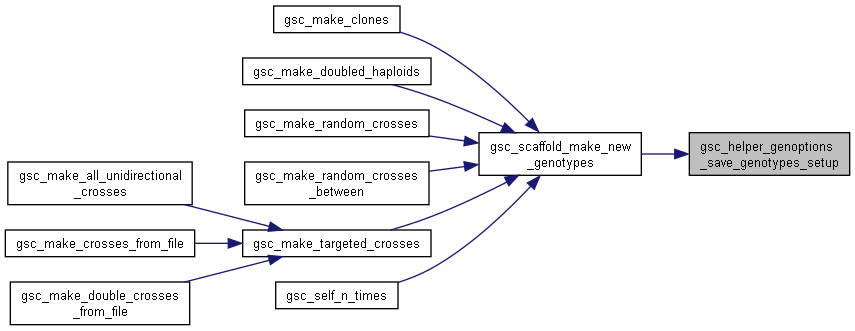 gsc_make_clones
gsc_make_doubled_haploids
gsc_make_random_crosses
gsc_make_random_crosses
_between
gsc_make_all_unidirectional
_crosses
gsc_make_crosses_from_file
gsc_make_double_crosses
_from_file
gsc_make_targeted_crosses
gsc_self_n_times
gsc_scaffold_make_new
_genotypes
gsc_helper_genoptions
_save_genotypes_setup